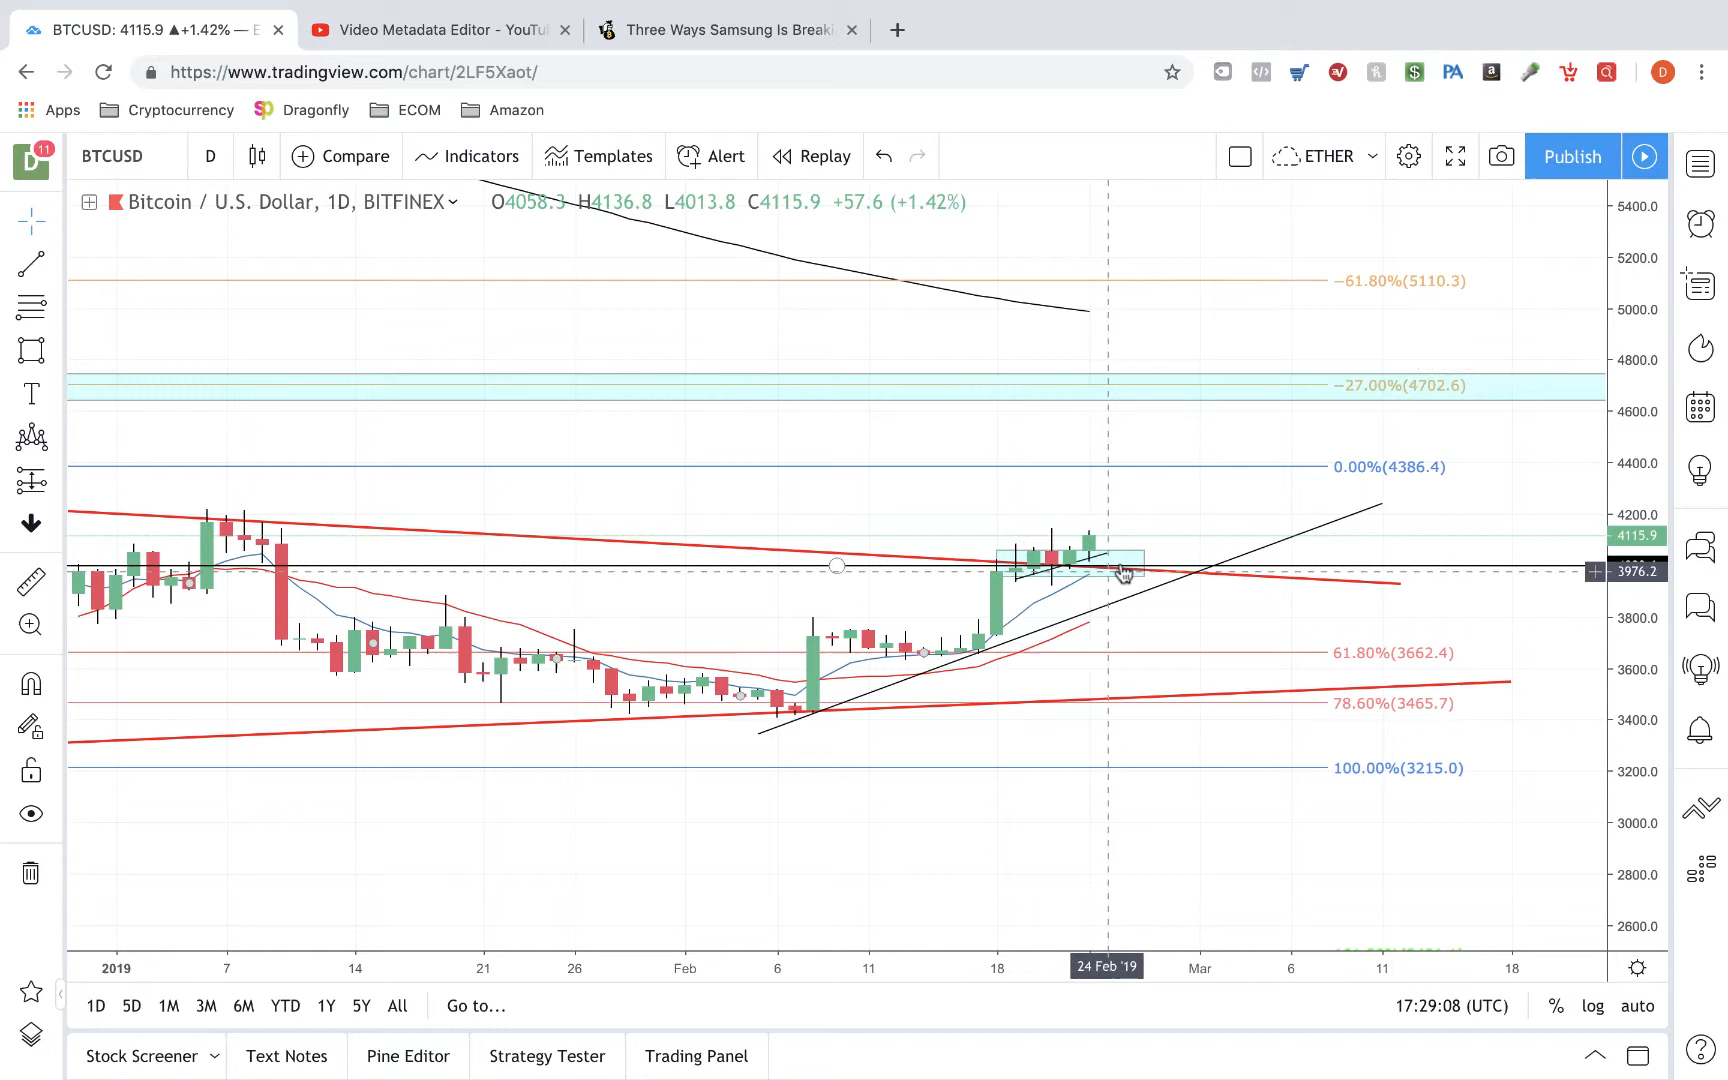 BTCUSD: 4115.9 ▲+1.42% — E
Video Metadata Editor - YouTu
Three Ways Samsung Is Breaki
https://www.tradingview.com/chart/2LF5Xaot/
PA
D
Apps
Cryptocurrency
Dragonfly
ECOM
Amazon
D
11
BTCUSD
D
Compare
Indicators
Templates
Alert
Replay
ETHER
Publish
Bitcoin / U.S. Dollar, 1D, BITFINEX
O4058.3 H4136.8 L4013.8 C4115.9 +57.6 (+1.42%)
5400.0
−61.80%(5110.3)
5200.0
5000.0
4800.0
−27.00%(4702.6)
4600.0
0.00%(4386.4)
4400.0
4200.0
4115.9
3976.2
3800.0
61.80%(3662.4)
3600.0
78.60%(3465.7)
3400.0
100.00%(3215.0)
3200.0
3000.0
2800.0
2600.0
2019
7
14
21
26
Feb
6
11
18
24 Feb '19
Mar
6
11
18
1D 5D 1M 3M 6M YTD 1Y 5Y All
Go to...
17:29:08 (UTC)
% log auto
Stock Screener
Text Notes
Pine Editor
Strategy Tester
Trading Panel